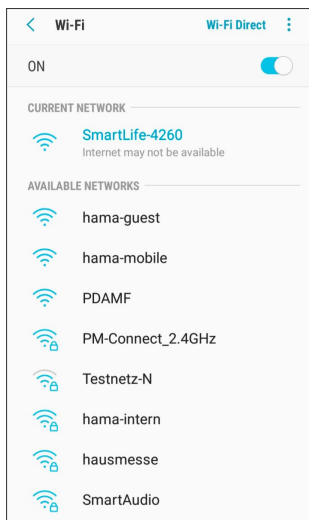 Wi-Fi Wi-Fi Direct
ON
CURRENT NETWORK
SmartLife-4260
Internet may not be available
AVAILABLE NETWORKS
hama-guest
hama-mobile
PDAMF
PM-Connect_2.4GHz
Testnetz-N
hama-intern
hausmesse
SmartAudio